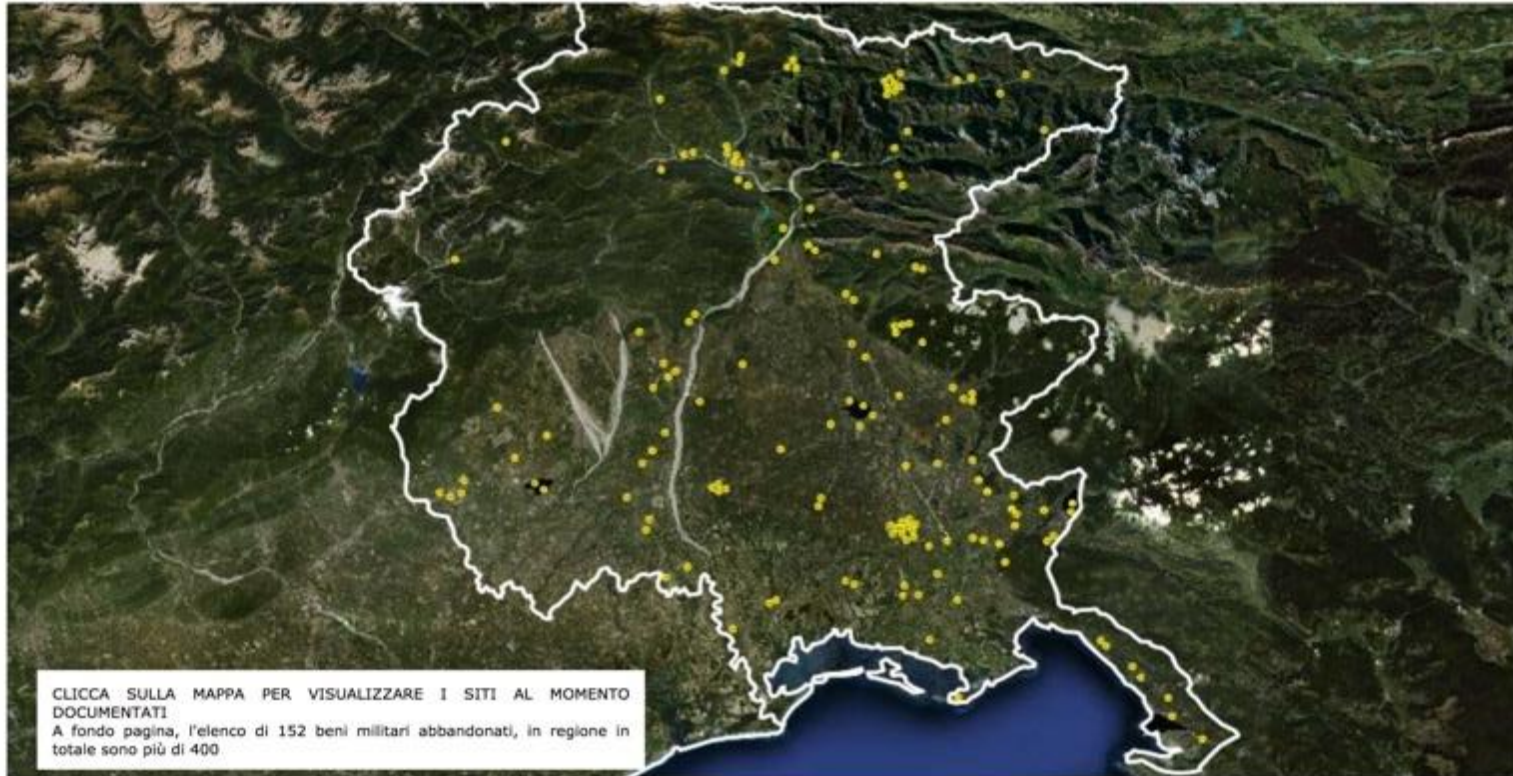 CLICCA SULLA MAPPA PER VISUALIZZARE I SITI AL MOMENTO
DOCUMENTATI
A fondo pagina, l'elenco di 152 beni militari abbandonati, in regione in
totale sono più di 400